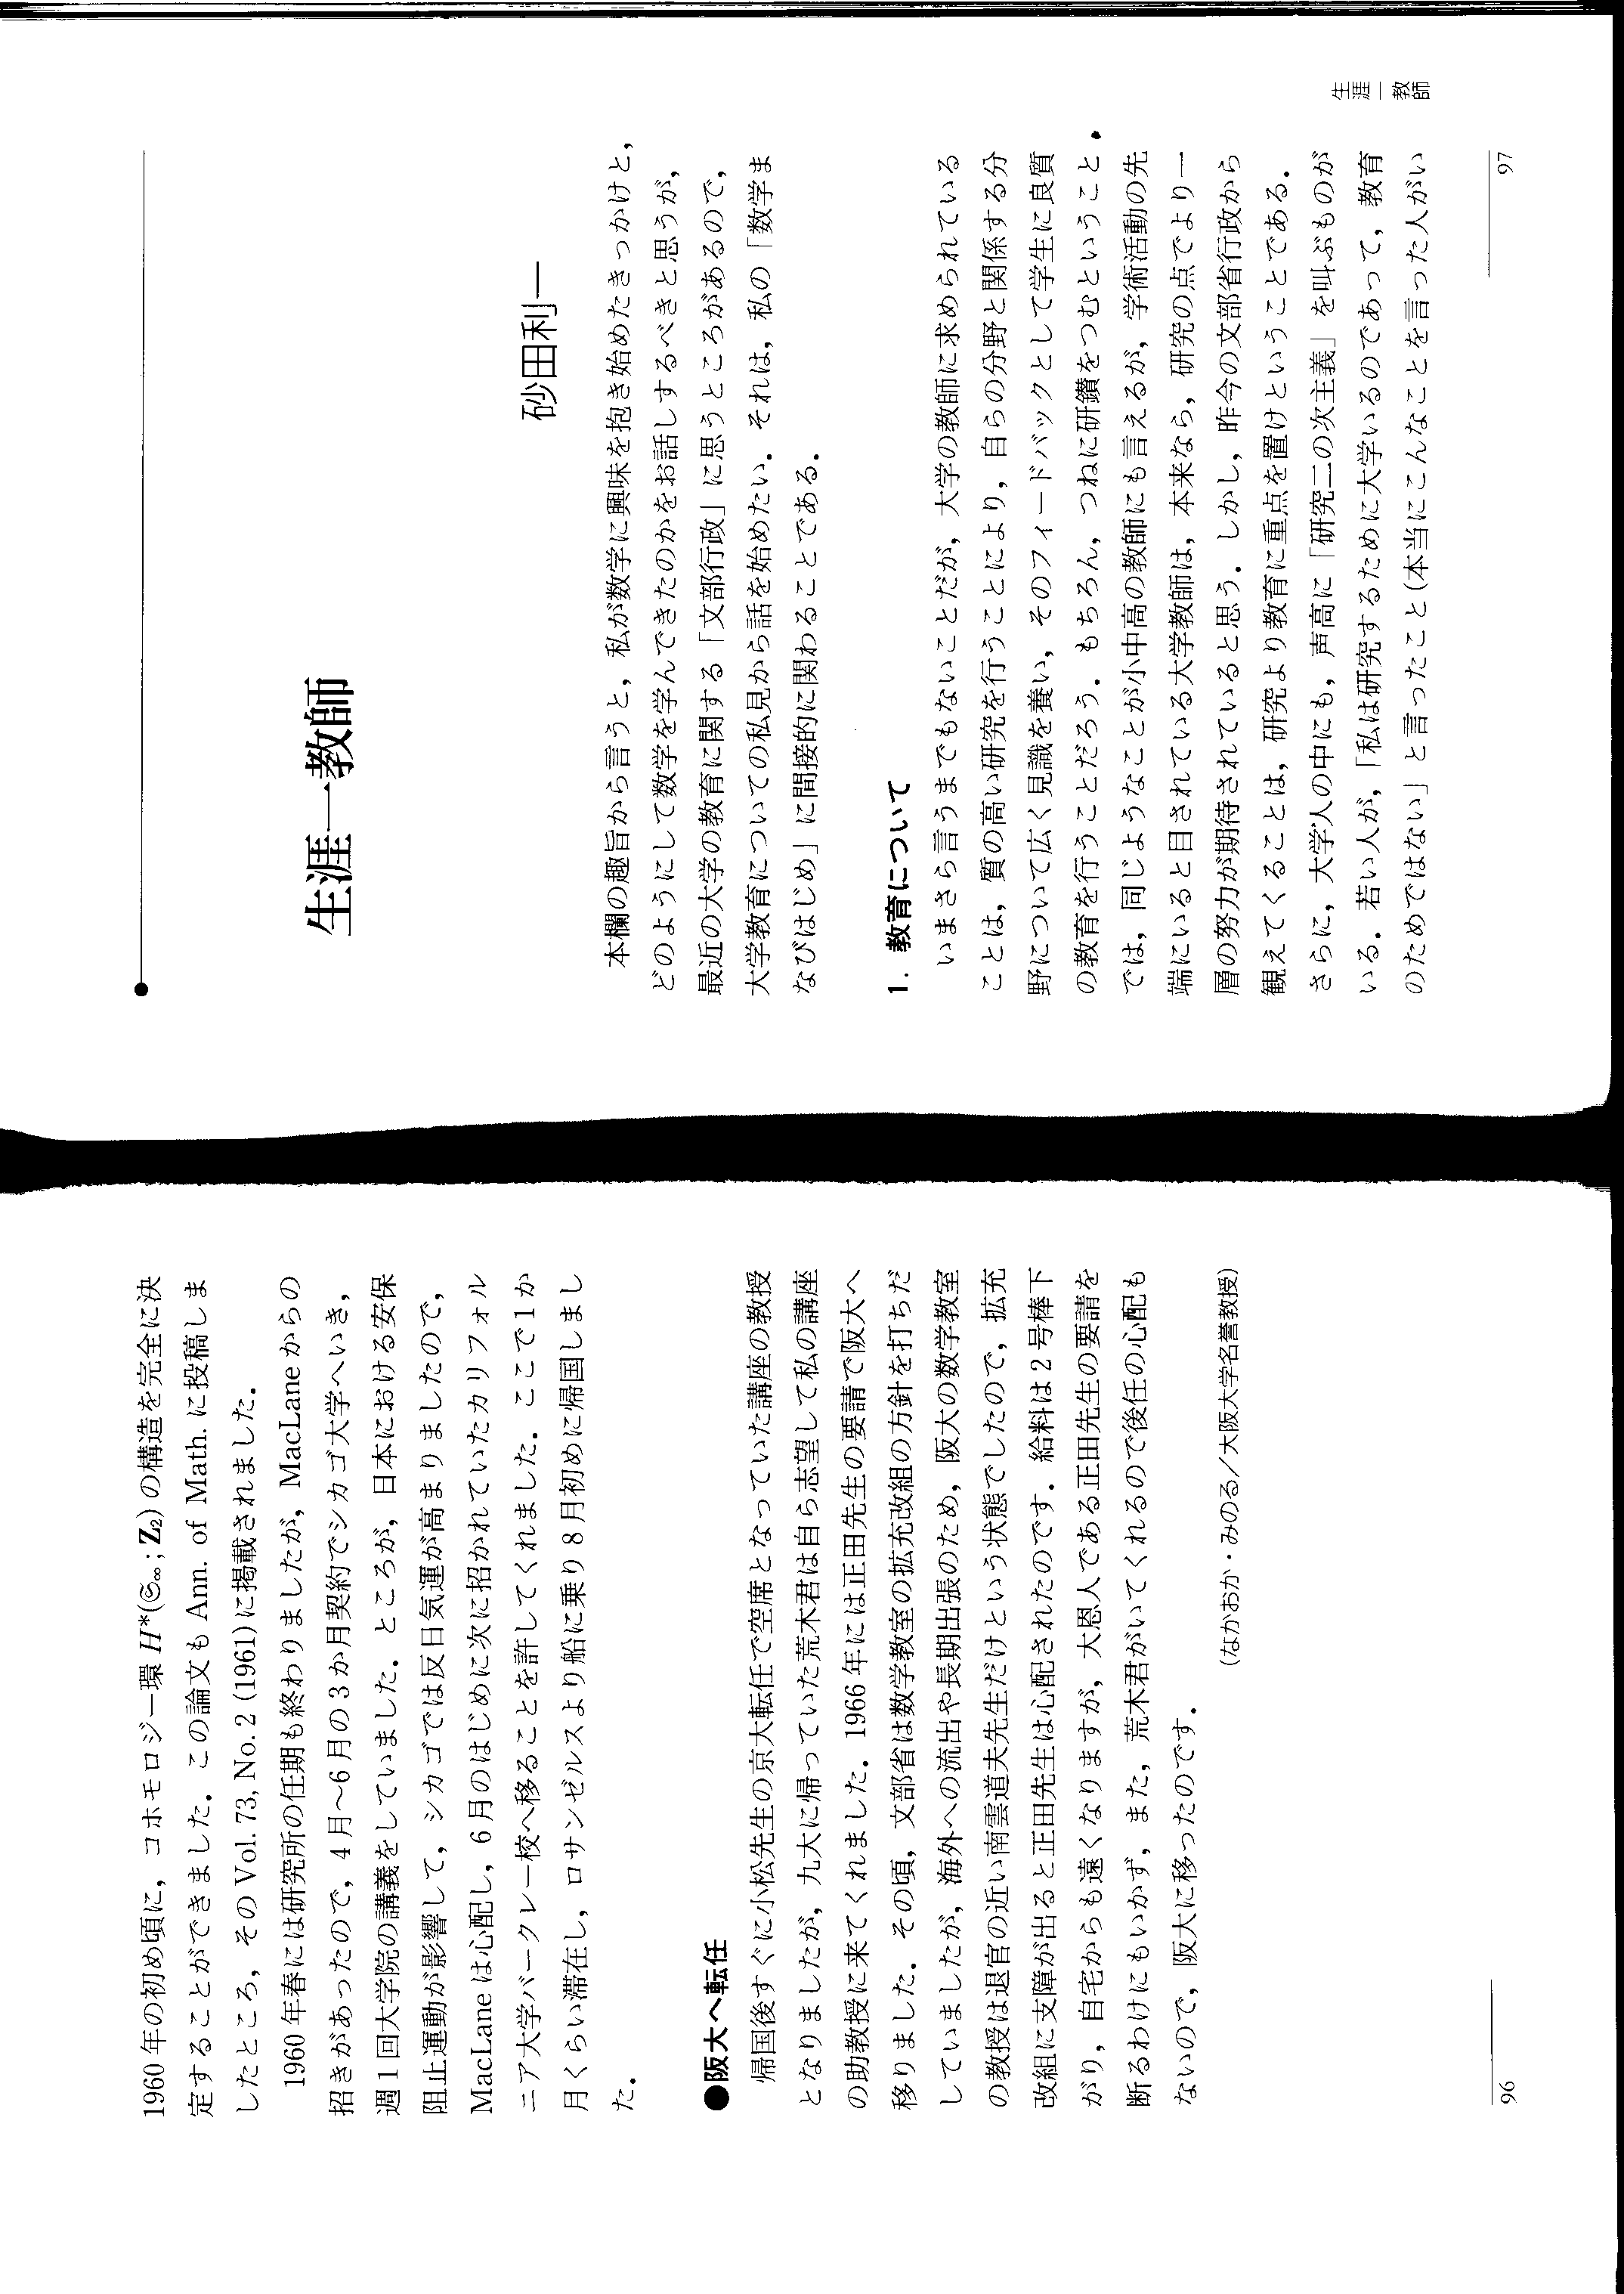 1960 年の初め頃に，コホモロジー環 H*(𝔖∞ ; Z₂) の構造を完全に決
定することができました．この論文も Ann. of Math. に投稿しま
したところ，その Vol. 73, No. 2 (1961) に掲載されました．
1960 年春には研究所の任期も終わりましたが，MacLane からの
招きがあったので，4 月〜6 月の 3 か月契約でシカゴ大学へいき，
週 1 回大学院の講義をしていました．ところが，日本における安保
阻止運動が影響して，シカゴでは反日気運が高まりましたので，
MacLane は心配し，6 月のはじめに次に招かれていたカリフォル
ニア大学バークレー校へ移ることを許してくれました．ここで 1 か
月くらい滞在し，ロサンゼルスより船に乗り 8 月初めに帰国しまし
た．
●阪大へ転任
帰国後すぐに小松先生の京大転任で空席となっていた講座の教授
となりましたが，九大に帰っていた荒木君は自ら志望して私の講座
の助教授に来てくれました．1966 年には正田先生の要請で阪大へ
移りました．その頃，文部省は数学教室の拡充改組の方針を打ちだ
していましたが，海外への流出や長期出張のため，阪大の数学教室
の教授は退官の近い南雲道夫先生だけという状態でしたので，拡充
改組に支障が出ると正田先生は心配されたのです．給料は 2 号棒下
がり，自宅からも遠くなりますが，大恩人である正田先生の要請を
断るわけにもいかず，また，荒木君がいてくれるので後任の心配も
ないので，阪大に移ったのです．
(なかおか・みのる／大阪大学名誉教授)
96
生涯一教師
砂田利一
本欄の趣旨から言うと，私が数学に興味を抱き始めたきっかけと，
どのようにして数学を学んできたのかをお話しするべきと思うが，
最近の大学の教育に関する「文部行政」に思うところがあるので，
大学教育についての私見から話を始めたい．それは，私の「数学ま
なびはじめ」に間接的に関わることである．
1. 教育について
いまさら言うまでもないことだが，大学の教師に求められている
ことは，質の高い研究を行うことにより，自らの分野と関係する分
野について広く見識を養い，そのフィードバックとして学生に良質
の教育を行うことだろう．もちろん，つねに研鑽をつむということ
では，同じようなことが小中高の教師にも言えるが，学術活動の先
端にいると目されている大学教師は，本来なら，研究の点でより一
層の努力が期待されていると思う．しかし，昨今の文部省行政から
観えてくることは，研究より教育に重点を置けということである．
さらに，大学人の中にも，声高に「研究二の次主義」を叫ぶものが
いる．若い人が，「私は研究するために大学いるのであって，教育
のためではない」と言ったこと(本当にこんなことを言った人がい
生涯一教師
97